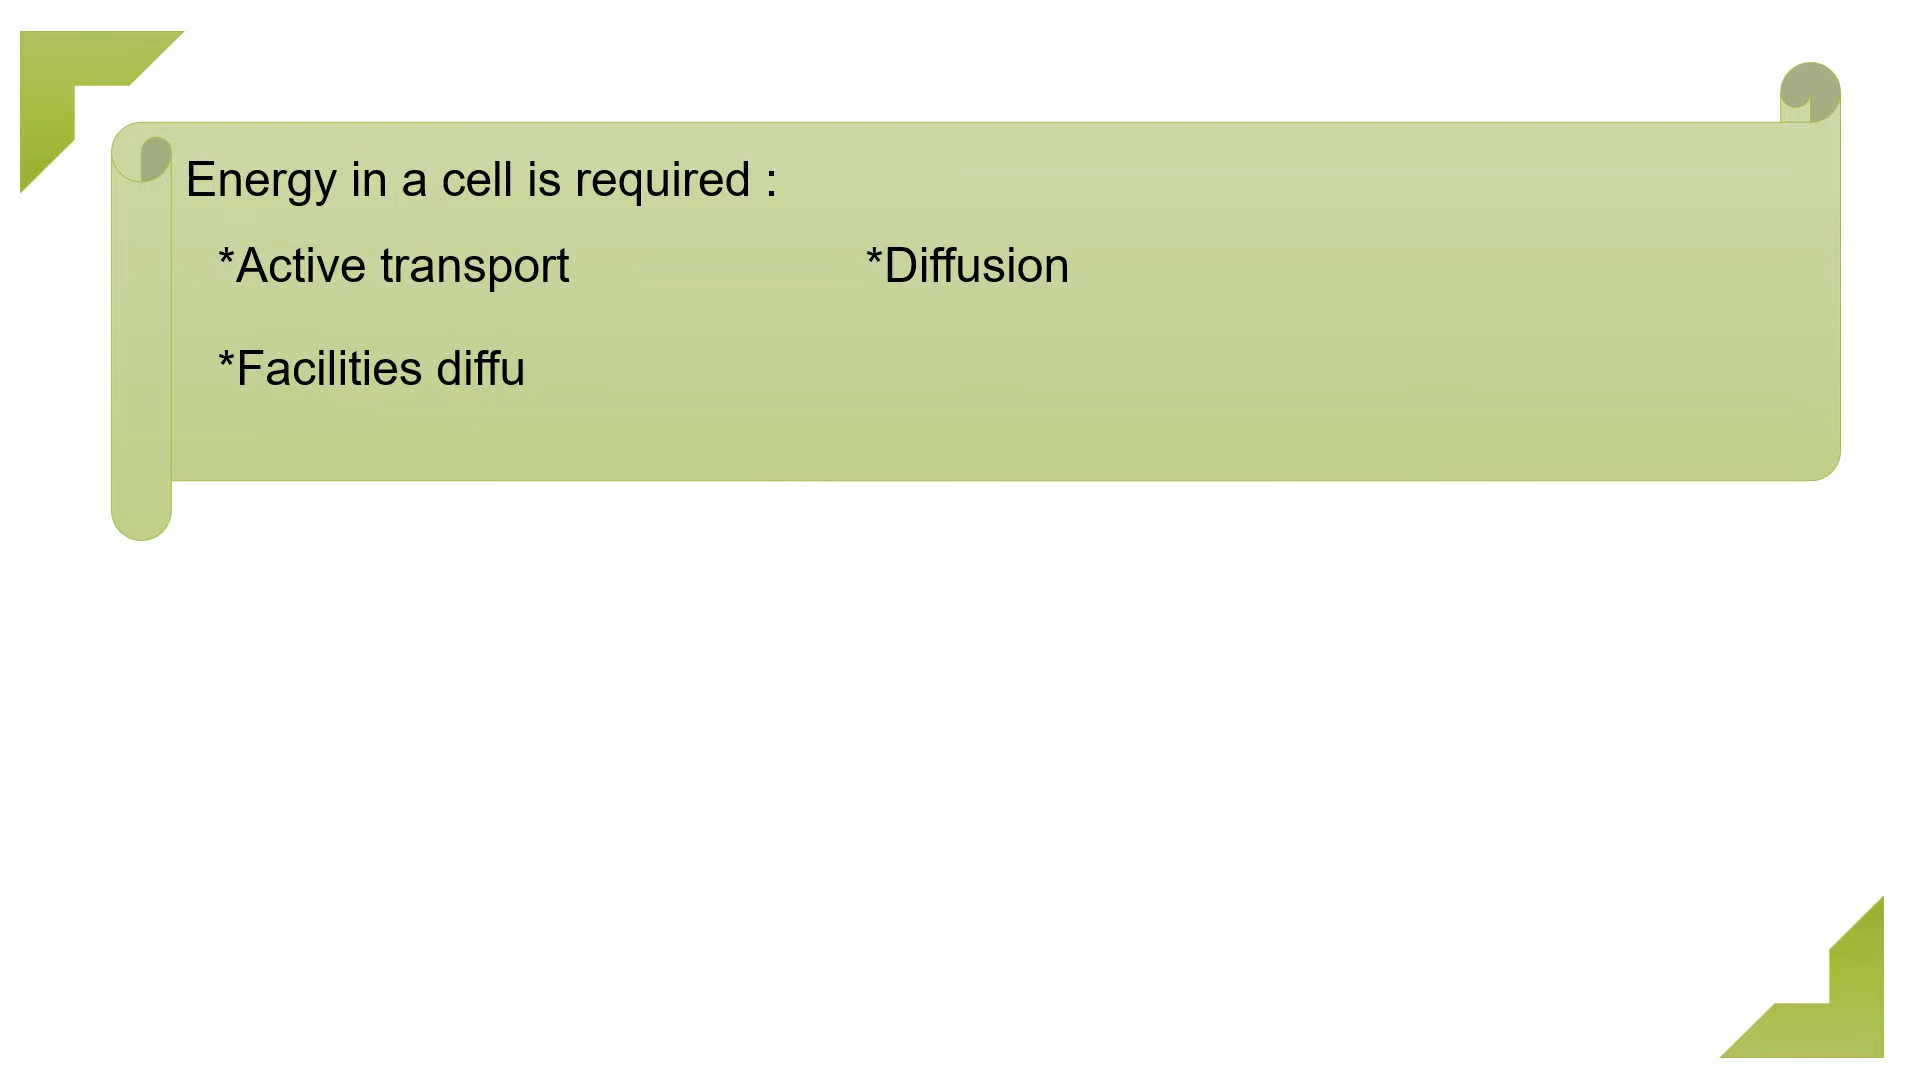 Energy in a cell is required :
*Active transport *Diffusion
*Facilities diffu